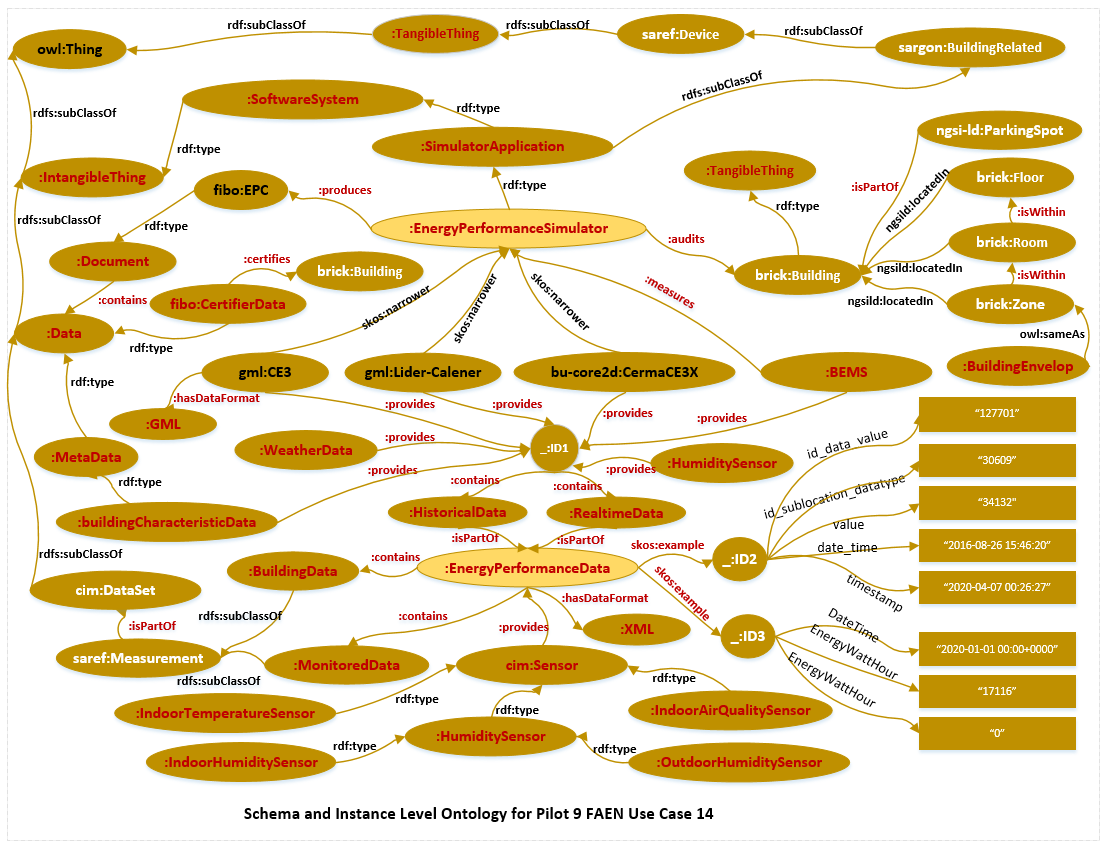 rdf:subClassOf
rdfs:subClassOf
rdf:subClassOf
owl:Thing
:TangibleThing
saref:Device
sargon:BuildingRelated
rdfs:subClassOf
rdfs:subClassOf
:SoftwareSystem
rdf:type
:SimulatorApplication
ngsi-ld:ParkingSpot
rdf:type
:IntangibleThing
fibo:EPC
:produces
rdf:type
:TangibleThing
:isPartOf
ngsild:locatedIn
brick:Floor
rdf:type
:isWithin
rdfs:subClassOf
rdf:type
:EnergyPerformanceSimulator
:audits
brick:Room
:Document
:certifies
brick:Building
brick:Building
ngsild:locatedIn
:isWithin
:contains
fibo:CertifierData
skos:narrower
skos:narrower
skos:narrower
:measures
ngsild:locatedIn
brick:Zone
:Data
rdf:type
owl:sameAs
gml:CE3
gml:Lider-Calener
bu-core2d:CermaCE3X
:BEMS
:BuildingEnvelop
rdf:type
:hasDataFormat
:provides
:provides
:provides
:provides
“127701”
:GML
:WeatherData
:provides
_:ID1
id_data_value
:MetaData
:provides
:provides
:HumiditySensor
“30609”
rdf:type
:contains
:contains
id_sublocation_datatype
“34132”
:buildingCharacteristicData
:HistoricalData
:RealtimeData
value
:isPartOf
:isPartOf
skos:example
_:ID2
date_time
“2016-08-26 15:46:20”
rdfs:subClassOf
:BuildingData
:contains
:EnergyPerformanceData
skos:example
timestamp
“2020-04-07 00:26:27”
cim:DataSet
:hasDataFormat
rdfs:subClassOf
:contains
:isPartOf
:provides
:XML
_:ID3
DateTime
“2020-01-01 00:00+0000”
saref:Measurement
:MonitoredData
cim:Sensor
EnergyWattHour
rdfs:subClassOf
rdf:type
EnergyWattHour
“17116”
:IndoorTemperatureSensor
rdf:type
rdf:type
:IndoorAirQualitySensor
“0”
rdf:type
:HumiditySensor
rdf:type
:IndoorHumiditySensor
:OutdoorHumiditySensor
Schema and Instance Level Ontology for Pilot 9 FAEN Use Case 14